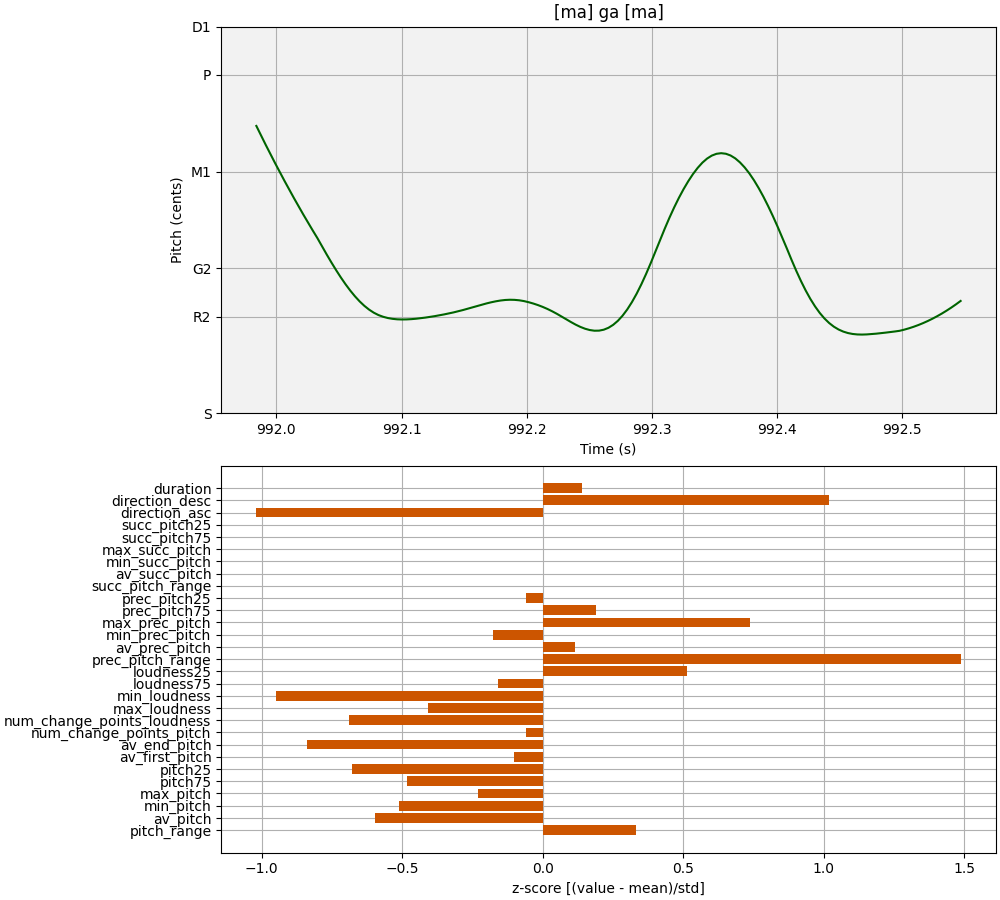 [ma] ga [ma]
D1
P
M1
G2
R2
S
Pitch (cents)
992.0 992.1 992.2 992.3 992.4 992.5
Time (s)
duration
direction_desc
direction_asc
succ_pitch25
succ_pitch75
max_succ_pitch
min_succ_pitch
av_succ_pitch
succ_pitch_range
prec_pitch25
prec_pitch75
max_prec_pitch
min_prec_pitch
av_prec_pitch
prec_pitch_range
loudness25
loudness75
min_loudness
max_loudness
num_change_points_loudness
num_change_points_pitch
av_end_pitch
av_first_pitch
pitch25
pitch75
max_pitch
min_pitch
av_pitch
pitch_range
−1.0 −0.5 0.0 0.5 1.0 1.5
z-score [(value - mean)/std]